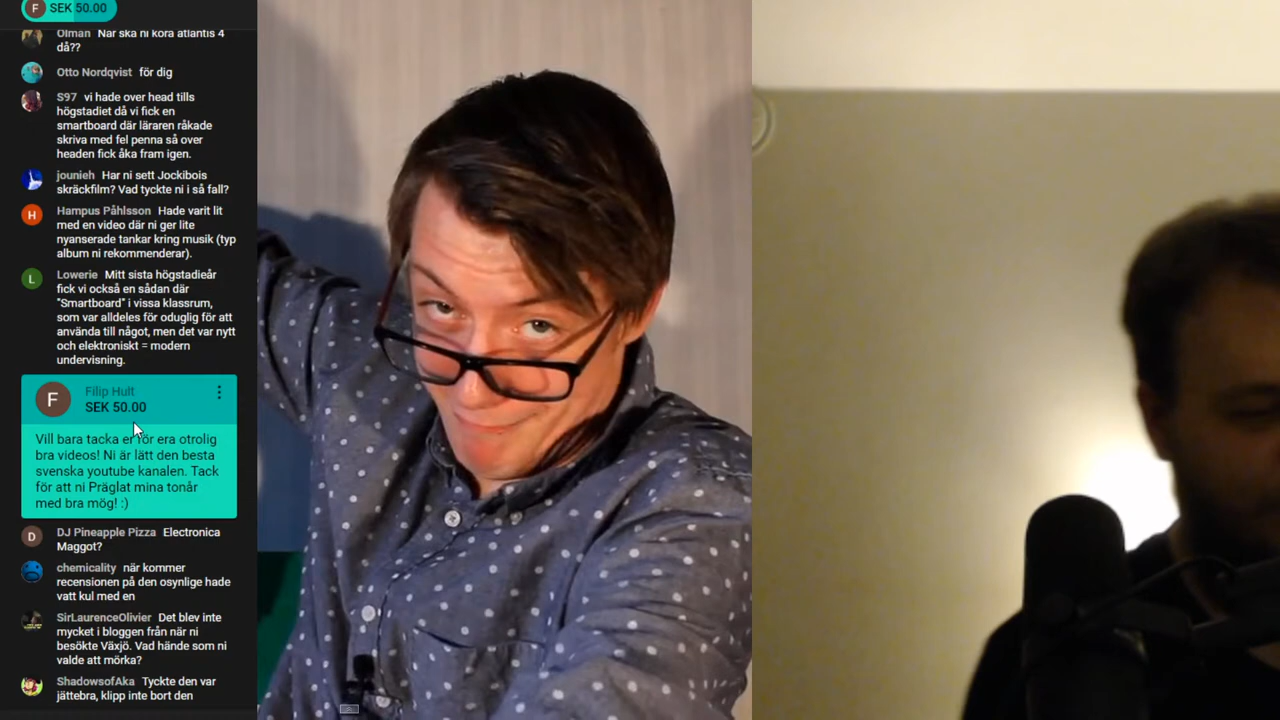 F SEK 50.00
Olman När ska ni köra atlantis 4
då??
Otto Nordqvist för dig
S97 vi hade over head tills
högstadiet då vi fick en
smartboard där läraren råkade
skriva med fel penna så over
headen fick åka fram igen.
jounieh Har ni sett Jockibois
skräckfilm? Vad tyckte ni i så fall?
H Hampus Påhlsson Hade varit lit
med en video där ni ger lite
nyanserade tankar kring musik (typ
album ni rekommenderar).
L Lowerie Mitt sista högstadieår
fick vi också en sådan där
"Smartboard" i vissa klassrum,
som var alldeles för oduglig för att
använda till något, men det var nytt
och elektroniskt = modern
undervisning.
F Filip Hult
SEK 50.00
Vill bara tacka er för era otrolig
bra videos! Ni är lätt den besta
svenska youtube kanalen. Tack
för att ni Präglat mina tonår
med bra mög! :)
D DJ Pineapple Pizza Electronica
Maggot?
chemicality när kommer
recensionen på den osynlige hade
vatt kul med en
SirLaurenceOlivier Det blev inte
mycket i bloggen från när ni
besökte Växjö. Vad hände som ni
valde att mörka?
ShadowsofAka Tyckte den var
jättebra, klipp inte bort den